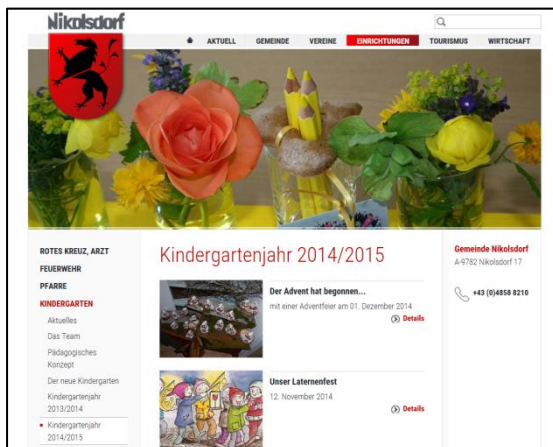 Nikolsdorf
AKTUELL GEMEINDE VEREINE EINRICHTUNGEN TOURISMUS WIRTSCHAFT
ROTES KREUZ, ARZT
FEUERWEHR
PFARRE
KINDERGARTEN
Aktuelles
Das Team
Pädagogisches
Konzept
Der neue Kindergarten
Kindergartenjahr
2013/2014
Kindergartenjahr
2014/2015
Kindergartenjahr 2014/2015
Der Advent hat begonnen...
mit einer Adventfeier am 01. Dezember 2014
Details
Unser Laternenfest
12. November 2014
Details
Gemeinde Nikolsdorf
A-9782 Nikolsdorf 17
+43 (0)4858 8210